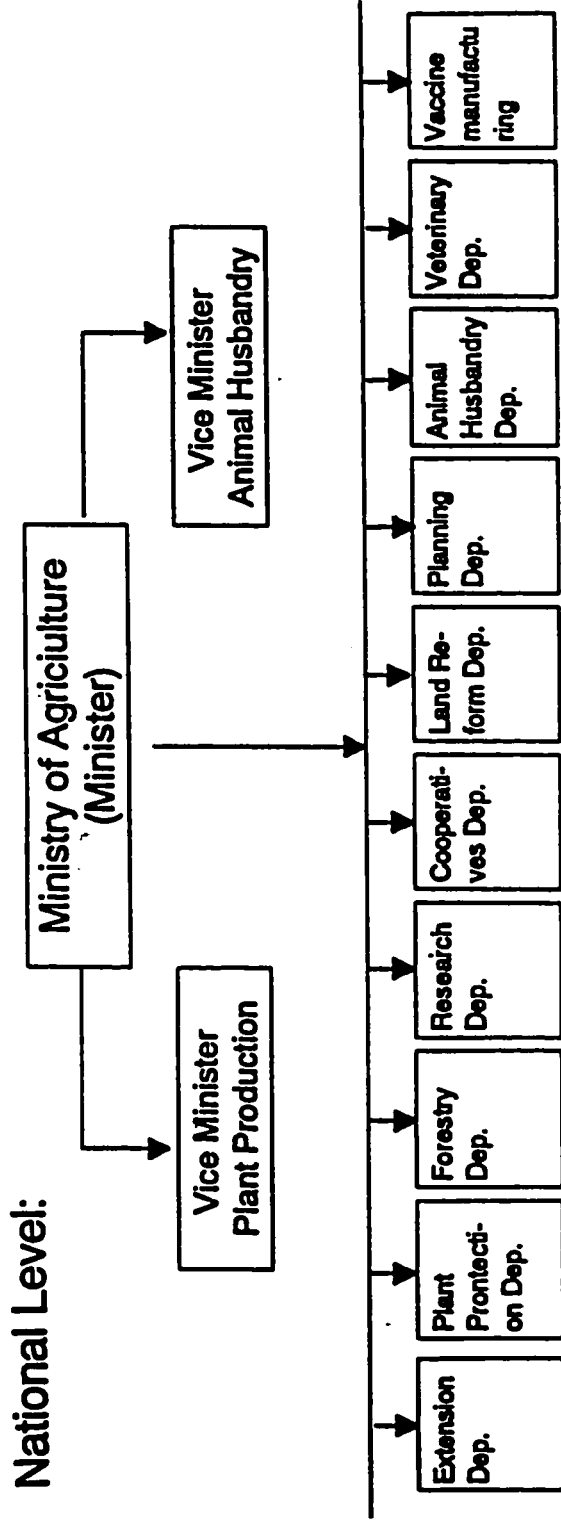 National Level:
Ministry of Agriciulture
(Minister)
Vice Minister
Plant Production
Vice Minister
Animal Husbandry
Extension
Dep.
Plant
Prontecti-
on Dep.
Forestry
Dep.
Research
Dep.
Cooperati-
ves Dep.
Land Re-
form Dep.
Planning
Dep.
Animal
Husbandry
Dep.
Veterinary
Dep.
Vaccine
manufactu
ring